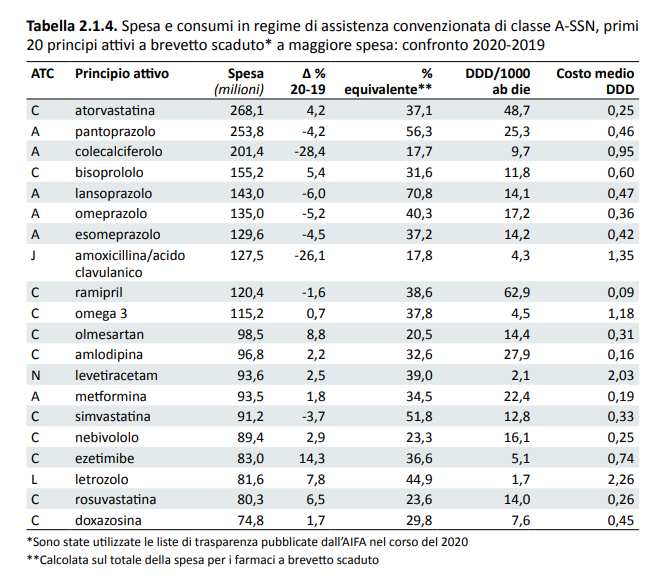 Tabella 2.1.4. Spesa e consumi in regime di assistenza convenzionata di classe A-SSN, primi
20 principi attivi a brevetto scaduto* a maggiore spesa: confronto 2020-2019
ATC Principio attivo Spesa Δ % % DDD/1000 Costo medio
(milioni) 20-19 equivalente** ab die DDD
C atorvastatina 268,1 4,2 37,1 48,7 0,25
A pantoprazolo 253,8 -4,2 56,3 25,3 0,46
A colecalciferolo 201,4 -28,4 17,7 9,7 0,95
C bisoprololo 155,2 5,4 31,6 11,8 0,60
A lansoprazolo 143,0 -6,0 70,8 14,1 0,47
A omeprazolo 135,0 -5,2 40,3 17,2 0,36
A esomeprazolo 129,6 -4,5 37,2 14,2 0,42
J amoxicillina/acido 127,5 -26,1 17,8 4,3 1,35
clavulanico
C ramipril 120,4 -1,6 38,6 62,9 0,09
C omega 3 115,2 0,7 37,8 4,5 1,18
C olmesartan 98,5 8,8 20,5 14,4 0,31
C amlodipina 96,8 2,2 32,6 27,9 0,16
N levetiracetam 93,6 2,5 39,0 2,1 2,03
A metformina 93,5 1,8 34,5 22,4 0,19
C simvastatina 91,2 -3,7 51,8 12,8 0,33
C nebivololo 89,4 2,9 23,3 16,1 0,25
C ezetimibe 83,0 14,3 36,6 5,1 0,74
L letrozolo 81,6 7,8 44,9 1,7 2,26
C rosuvastatina 80,3 6,5 23,6 14,0 0,26
C doxazosina 74,8 1,7 29,8 7,6 0,45
*Sono state utilizzate le liste di trasparenza pubblicate dall'AIFA nel corso del 2020
**Calcolata sul totale della spesa per i farmaci a brevetto scaduto